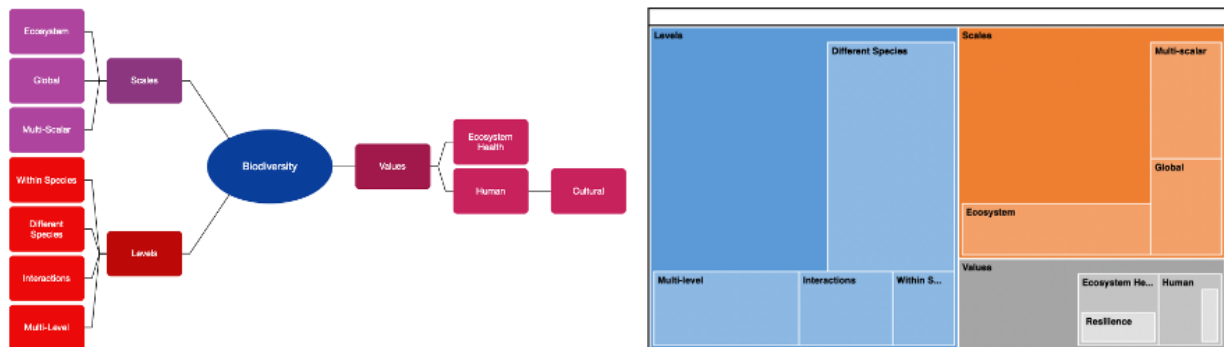 Ecosystem
Global
Multi-Scalar
Scales
Within Species
Different
Species
Interactions
Multi-Level
Levels
Biodiversity
Values
Ecosystem
Health
Human
Cultural
Levels
Different Species
Multi-level
Interactions
Within S...
Scales
Multi-scalar
Global
Ecosystem
Values
Ecosystem He...
Resilience
Human